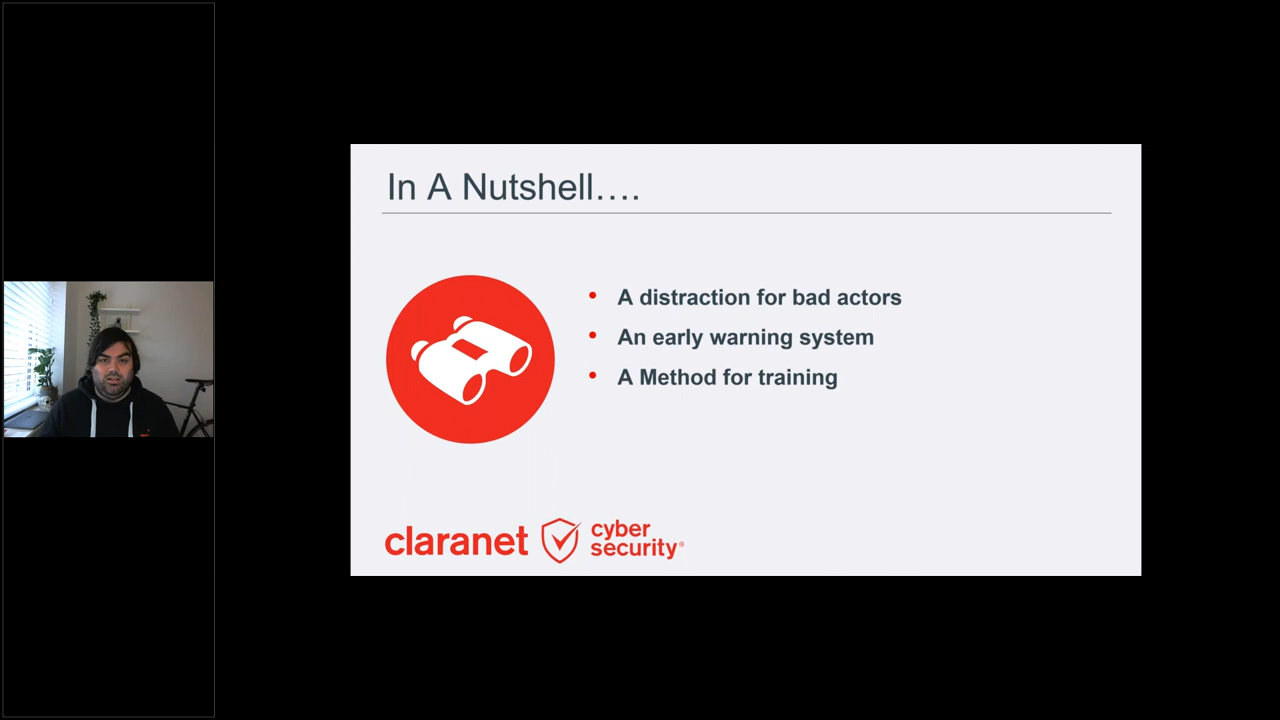 In A Nutshell….
• A distraction for bad actors
• An early warning system
• A Method for training
claranet cyber security®